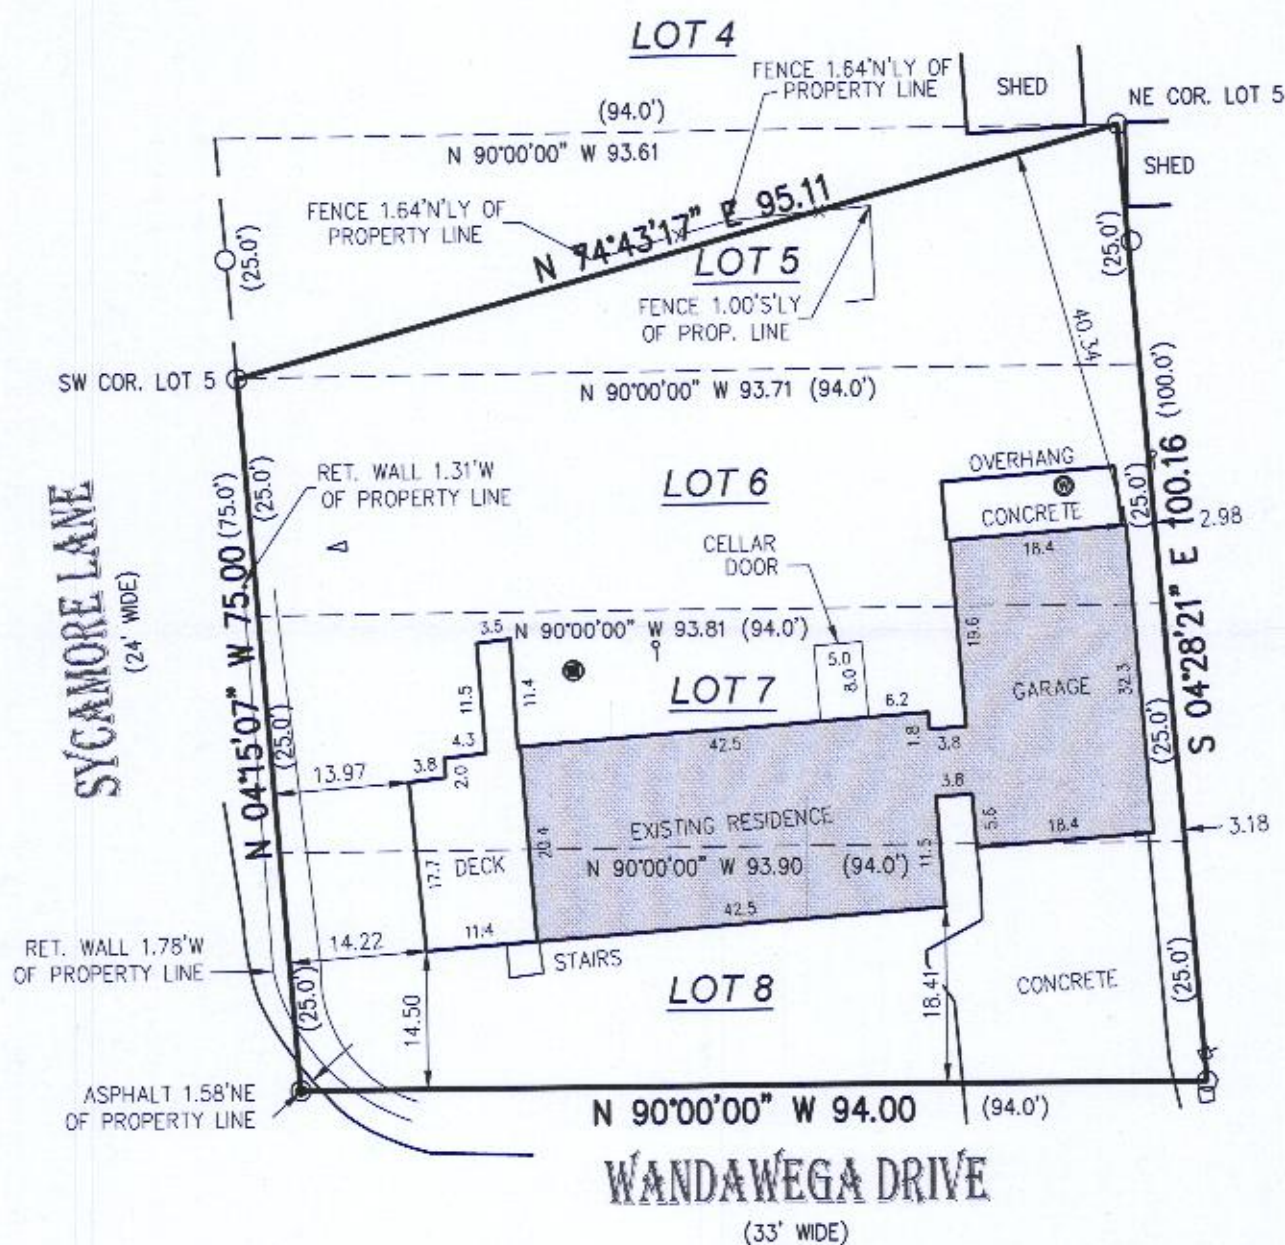 LOT 4
FENCE 1.64'N'LY OF
PROPERTY LINE
SHED
NE COR. LOT 5
(94.0')
N 90°00'00" W 93.61
SHED
FENCE 1.64'N'LY OF
PROPERTY LINE
N 74°43'17" E 95.11
(25.0')
(25.0')
LOT 5
FENCE 1.00'S'LY
OF PROP. LINE
40.34
SW COR. LOT 5
N 90°00'00" W 93.71 (94.0')
S 04°28'21" E 100.16 (100.0')
RET. WALL 1.31'W
OF PROPERTY LINE
LOT 6
OVERHANG
W
CONCRETE
(25.0')
2.98
18.4
CELLAR
DOOR
SYCAMORE LANE
(24' WIDE)
N 04°15'07" W 75.00 (75.0')
(25.0')
3.5
N 90°00'00" W 93.81 (94.0')
5.0
8.0
19.6
11.5
11.4
LOT 7
GARAGE
32.3
6.2
(25.0')
(25.0')
4.3
42.5
1.8
3.8
13.97
3.8
2.0
3.8
EXISTING RESIDENCE
5.6
18.4
3.18
17.7
DECK
20.4
N 90°00'00" W 93.90 (94.0')
11.5
42.5
RET. WALL 1.78'W
OF PROPERTY LINE
14.22
11.4
STAIRS
LOT 8
CONCRETE
(25.0')
(25.0')
14.50
18.41
ASPHALT 1.58'NE
OF PROPERTY LINE
N 90°00'00" W 94.00 (94.0')
WANDAWEGA DRIVE
(33' WIDE)